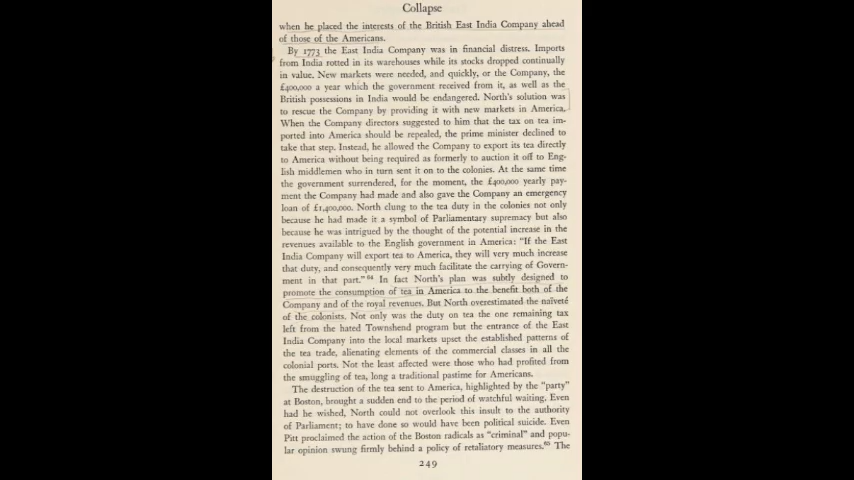 Collapse
when he placed the interests of the British East India Company ahead
of those of the Americans.
By 1773 the East India Company was in financial distress. Imports
from India rotted in its warehouses while its stocks dropped continually
in value. New markets were needed, and quickly, or the Company, the
£400,000 a year which the government received from it, as well as the
British possessions in India would be endangered. North's solution was
to rescue the Company by providing it with new markets in America.
When the Company directors suggested to him that the tax on tea im-
ported into America should be repealed, the prime minister declined to
take that step. Instead, he allowed the Company to export its tea directly
to America without being required as formerly to auction it off to Eng-
lish middlemen who in turn sent it on to the colonies. At the same time
the government surrendered, for the moment, the £400,000 yearly pay-
ment the Company had made and also gave the Company an emergency
loan of £1,400,000. North clung to the tea duty in the colonies not only
because he had made it a symbol of Parliamentary supremacy but also
because he was intrigued by the thought of the potential increase in the
revenues available to the English government in America: "If the East
India Company will export tea to America, they will very much increase
that duty, and consequently very much facilitate the carrying of Govern-
ment in that part." 64 In fact North's plan was subtly designed to
promote the consumption of tea in America to the benefit both of the
Company and of the royal revenues. But North overestimated the naïveté
of the colonists. Not only was the duty on tea the one remaining tax
left from the hated Townshend program but the entrance of the East
India Company into the local markets upset the established patterns of
the tea trade, alienating elements of the commercial classes in all the
colonial ports. Not the least affected were those who had profited from
the smuggling of tea, long a traditional pastime for Americans.
The destruction of the tea sent to America, highlighted by the "party"
at Boston, brought a sudden end to the period of watchful waiting. Even
had he wished, North could not overlook this insult to the authority
of Parliament; to have done so would have been political suicide. Even
Pitt proclaimed the action of the Boston radicals as "criminal" and popu-
lar opinion swung firmly behind a policy of retaliatory measures.65 The
249